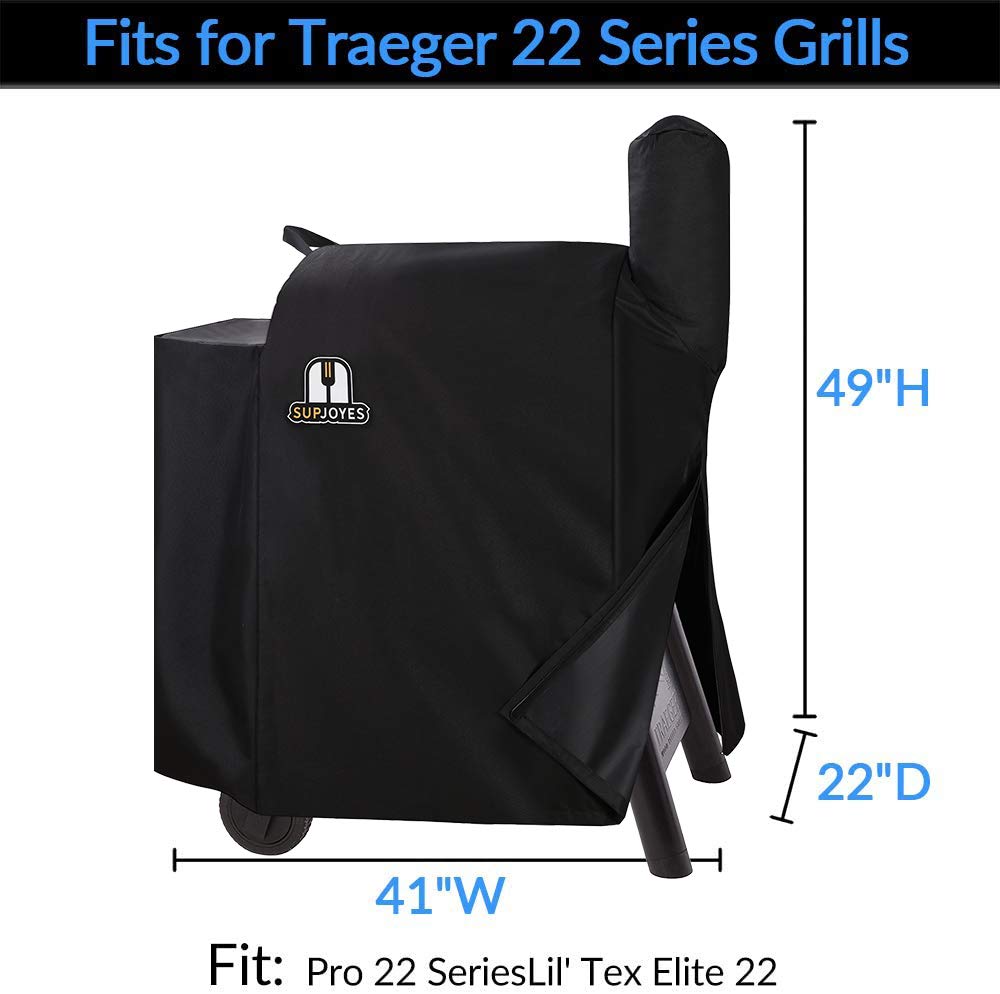 Fits for Traeger 22 Series Grills
49"H
SUPJOYES
22"D
41"W
Fit: Pro 22 SeriesLil' Tex Elite 22